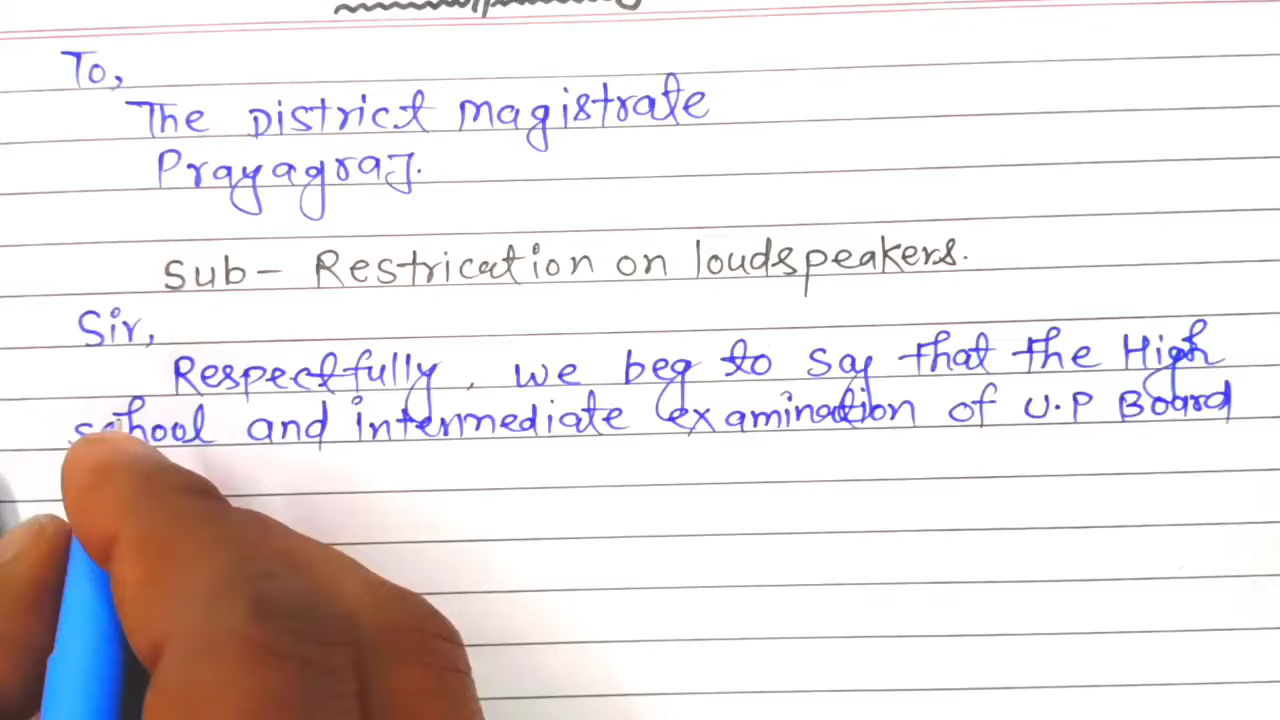 To,
The District magistrate
Prayagraj.
Sub- Restrication on loudspeakers.
Sir,
Respectfully, we beg to say that the High
school and intermediate examination of U.P Board